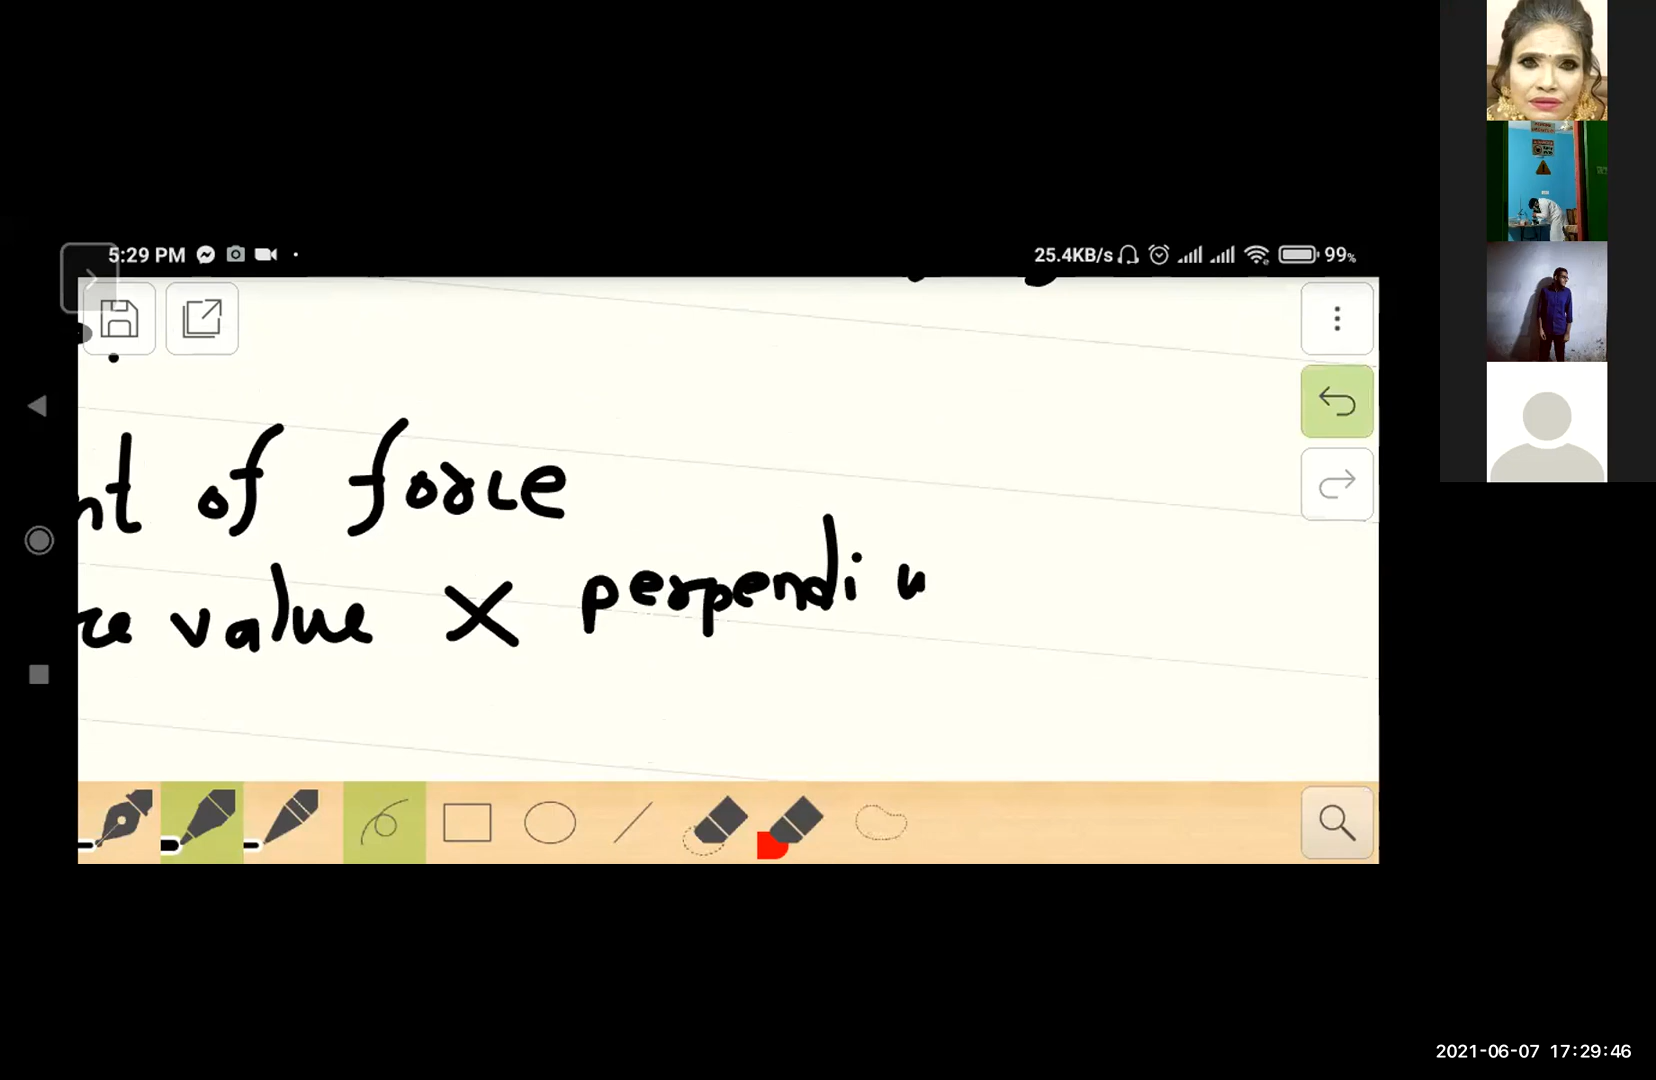 5:29 PM
25.4KB/s 99%
nt of force
ce value X perpendi u
2021-06-07 17:29:46